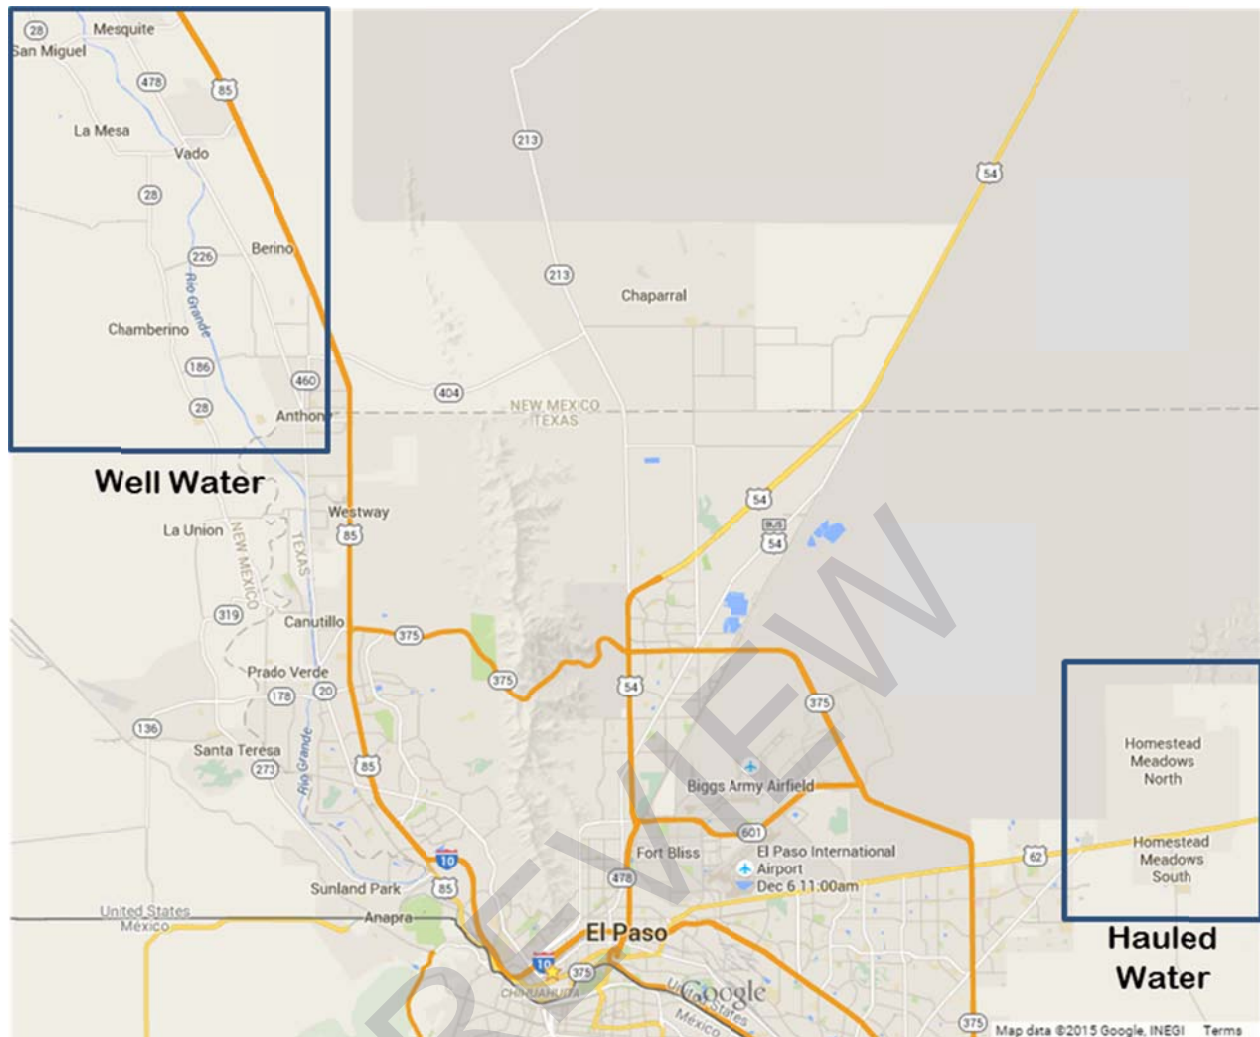 28
Mesquite
San Miguel
478
85
La Mesa
Vado
213
54
28
226
Berino
213
Rio Grande
Chaparral
Chamberino
186
460
404
28
Anthony
NEW MEXICO
TEXAS
Well Water
54
La Union
Westway
85
BUS
54
NEW MEXICO
TEXAS
319
Canutillo
375
375
Prado Verde
178
20
54
375
136
Santa Teresa
273
Rio Grande
85
Biggs Army Airfield
Homestead
Meadows
North
601
Fort Bliss
El Paso International
Airport
Dec 6 11:00am
62
Homestead
Meadows
South
10
85
478
Sunland Park
United States
México
Anapra
El Paso
Hauled
Water
10
375
CHIHUAHUITA
United States
México
Google
375
Map data ©2015 Google, INEGI
Terms
REVIEW